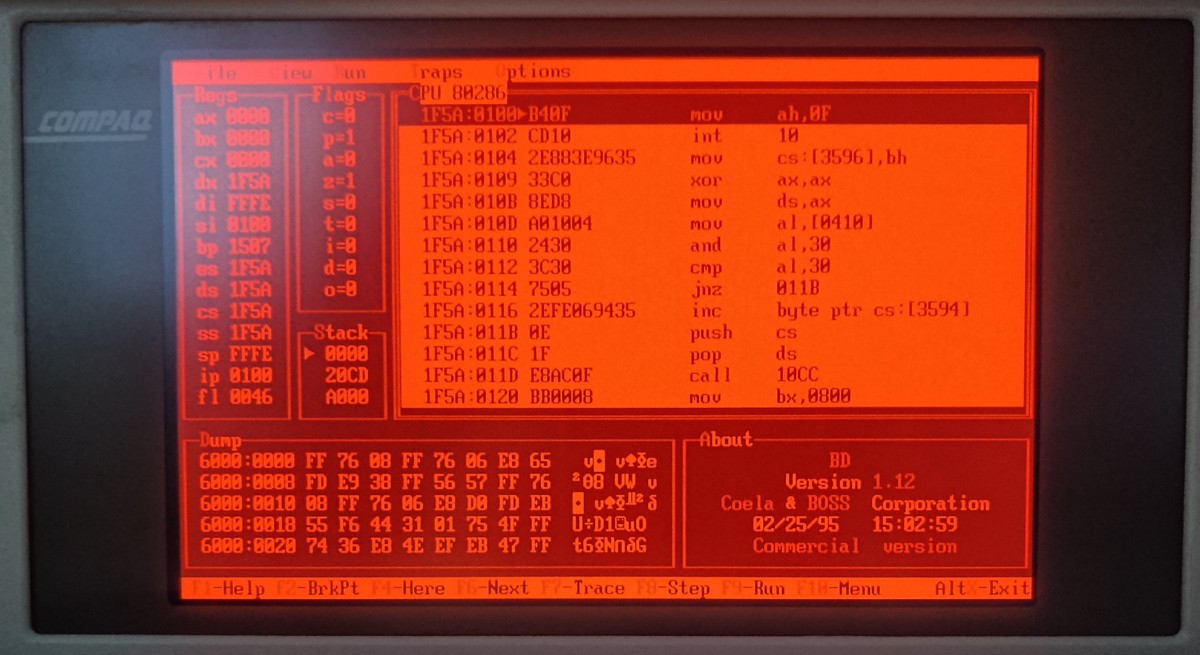 COMPAQ
File View Run Traps Options
Regs
ax 0000
bx 0000
cx 0000
dx 1F5A
di FFFE
si 0100
bp 1507
es 1F5A
ds 1F5A
cs 1F5A
ss 1F5A
sp FFFE
ip 0100
fl 0046
Flags
c=0
p=1
a=0
z=1
s=0
t=0
i=0
d=0
o=0
Stack
► 0000
20CD
A000
CPU 80286
1F5A:0100►B40F mov ah,0F
1F5A:0102 CD10 int 10
1F5A:0104 2E883E9635 mov cs:[3596],bh
1F5A:0109 33C0 xor ax,ax
1F5A:010B 8ED8 mov ds,ax
1F5A:010D A01004 mov al,[0410]
1F5A:0110 2430 and al,30
1F5A:0112 3C30 cmp al,30
1F5A:0114 7505 jnz 011B
1F5A:0116 2EFE069435 inc byte ptr cs:[3594]
1F5A:011B 0E push cs
1F5A:011C 1F pop ds
1F5A:011D E8AC0F call 10CC
1F5A:0120 BB0008 mov bx,0800
Dump
6000:0000 FF 76 08 FF 76 06 E8 65 v◘ v♠Φe
6000:0008 FD E9 38 FF 56 57 FF 76 ²Θ8 VW v
6000:0010 08 FF 76 06 E8 D0 FD EB ◘ v♠Φ╨²δ
6000:0018 55 F6 44 31 01 75 4F FF U÷D1☺uO
6000:0020 74 36 E8 4E EF EB 47 FF t6ΦN∩δG
About
BD
Version 1.12
Coela & BOSS Corporation
02/25/95 15:02:59
Commercial version
F1-Help F2-BrkPt F4-Here F6-Next F7-Trace F8-Step F9-Run F10-Menu AltX-Exit